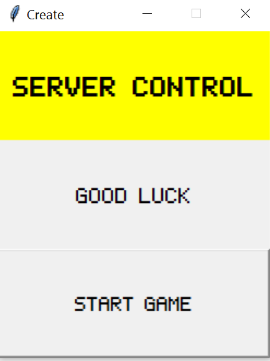 Create
SERVER CONTROL
GOOD LUCK
START GAME